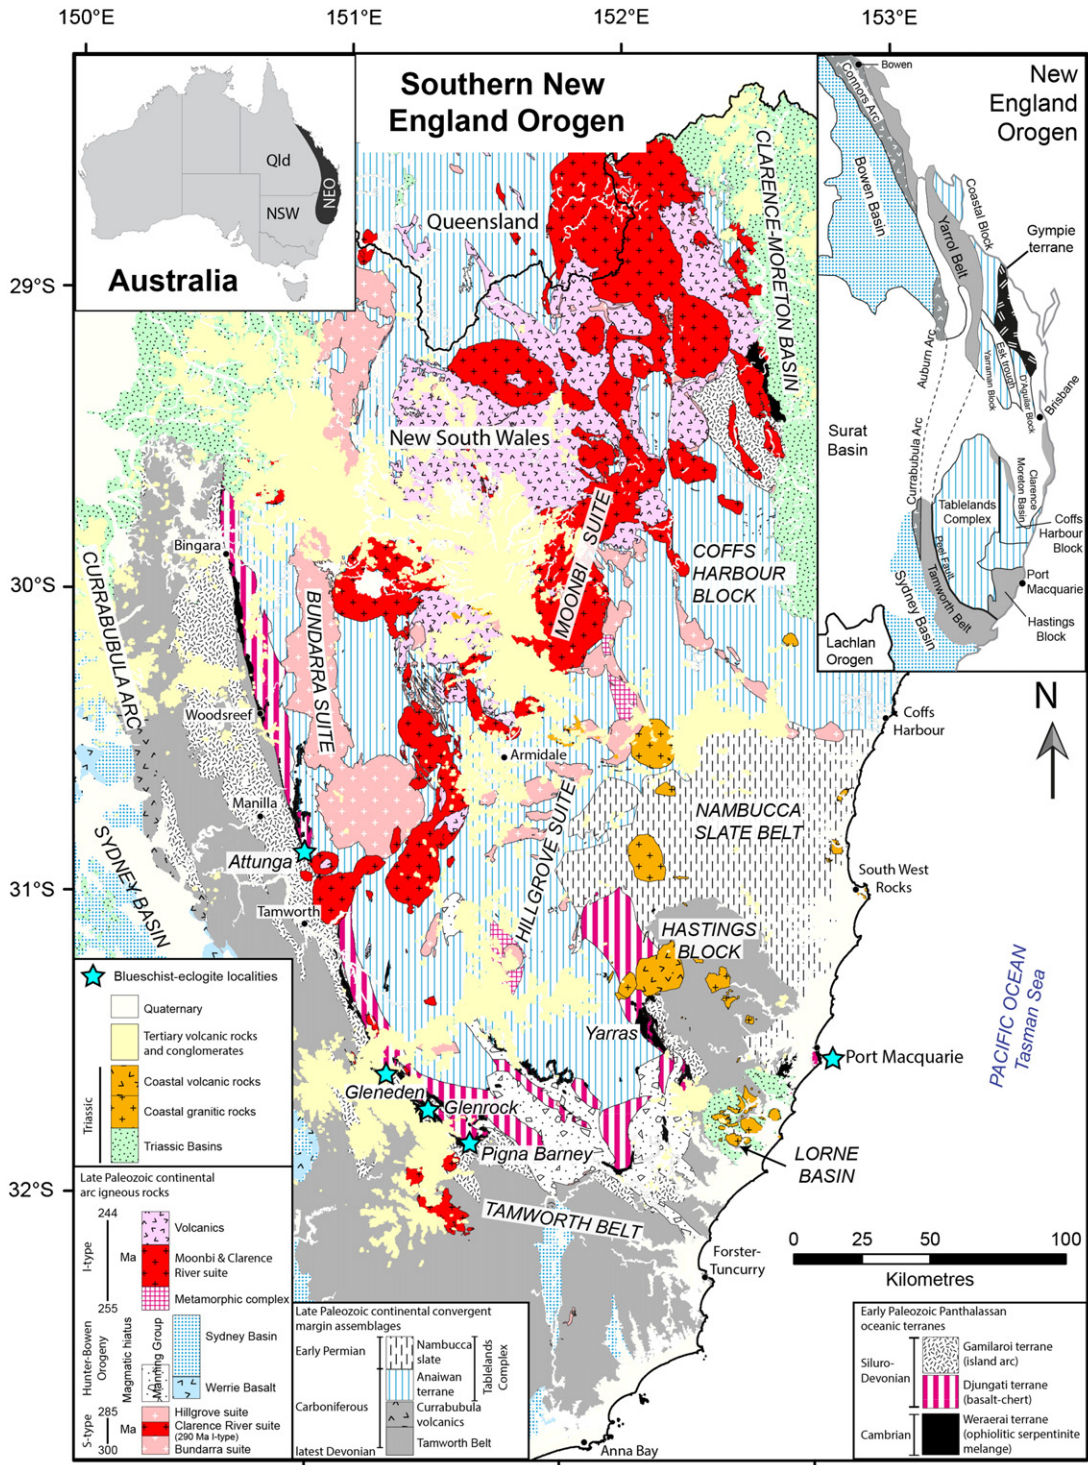 150°E
151°E
152°E
153°E
29°S
30°S
31°S
32°S
Southern New
England Orogen
Qld
NSW
NEO
Australia
New
England
Orogen
Bowen
Connors Arc
Bowen Basin
Coastal Block
Yarrol Belt
Gympie
terrane
Auburn Arc
Yarraman Block
Esk trough
D'Aguilar Block
Brisbane
Surat
Basin
Currabubula Arc
Tablelands
Complex
Clarence
Moreton Basin
Coffs
Harbour
Block
Peel Fault
Tamworth Belt
Port
Macquarie
Hastings
Block
Sydney Basin
Lachlan
Orogen
Queensland
CLARENCE-MORETON BASIN
New South Wales
MOONBI SUITE
COFFS
HARBOUR
BLOCK
Bingara
CURRABUBULA ARC
BUNDARRA SUITE
Woodsreef
Manilla
Attunga
Tamworth
SYDNEY BASIN
Armidale
HILLGROVE SUITE
Coffs
Harbour
N
NAMBUCCA
SLATE BELT
South West
Rocks
HASTINGS
BLOCK
Yarras
Port Macquarie
PACIFIC OCEAN
Tasman Sea
Gleneden
Glenrock
Pigna Barney
LORNE
BASIN
TAMWORTH BELT
Forster-
Tuncurry
Anna Bay
0 25 50 100
Kilometres
Blueschist-eclogite localities
Quaternary
Tertiary volcanic rocks
and conglomerates
Triassic
Coastal volcanic rocks
Coastal granitic rocks
Triassic Basins
Late Paleozoic continental
arc igneous rocks
244
I-type
Ma
255
Volcanics
Moonbi & Clarence
River suite
Metamorphic complex
Hunter-Bowen
Orogeny
Magmatic hiatus
Manning Group
Sydney Basin
Werrie Basalt
285
S-type
Ma
300
Hillgrove suite
Clarence River suite
(290 Ma I-type)
Bundarra suite
Late Paleozoic continental convergent
margin assemblages
Early Permian
Carboniferous
latest Devonian
Nambucca
slate
Anaiwan
terrane
Currabubula
volcanics
Tamworth Belt
Tablelands
Complex
Early Paleozoic Panthalassan
oceanic terranes
Siluro-
Devonian
Gamilaroi terrane
(island arc)
Djungati terrane
(basalt-chert)
Cambrian
Weraerai terrane
(ophiolitic serpentinite
melange)